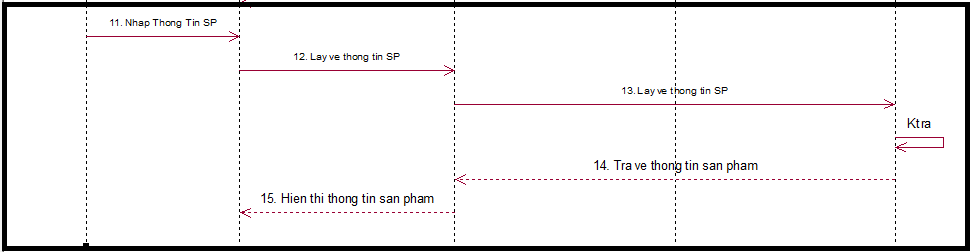 11. Nhap Thong Tin SP
12. Lay ve thong tin SP
13. Lay ve thong tin SP
Ktra
14. Tra ve thong tin san pham
15. Hien thi thong tin san pham